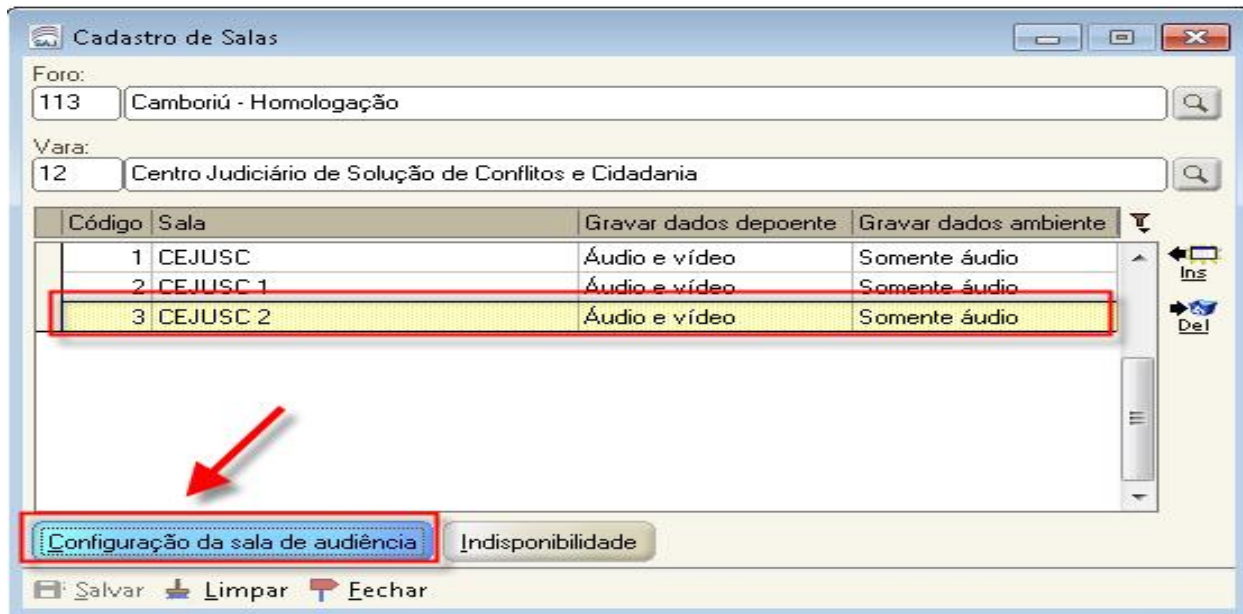 SAJ Cadastro de Salas
Foro:
113 Camboriú - Homologação
Vara:
12 Centro Judiciário de Solução de Conflitos e Cidadania
Código Sala Gravar dados depoente Gravar dados ambiente
1 CEJUSC Áudio e vídeo Somente áudio
Ins
2 CEJUSC 1 Áudio e vídeo Somente áudio
3 CEJUSC 2 Áudio e vídeo Somente áudio
Del
Configuração da sala de audiência Indisponibilidade
Salvar Limpar Fechar